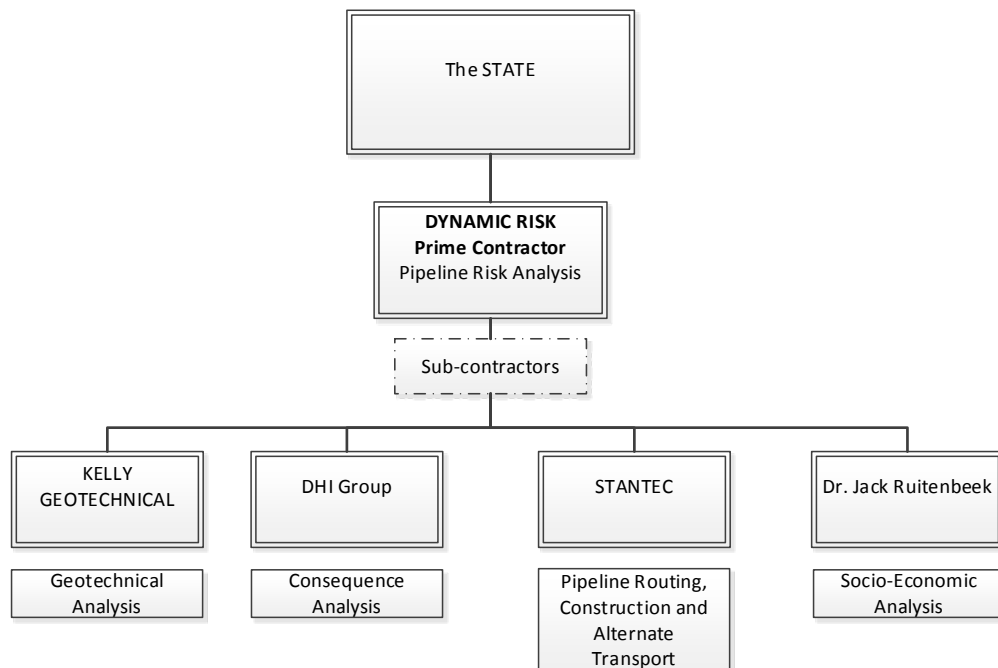 The STATE
DYNAMIC RISK
Prime Contractor
Pipeline Risk Analysis
Sub-contractors
KELLY
GEOTECHNICAL
DHI Group
STANTEC
Dr. Jack Ruitenbeek
Geotechnical
Analysis
Consequence
Analysis
Pipeline Routing,
Construction and
Alternate
Transport
Socio-Economic
Analysis